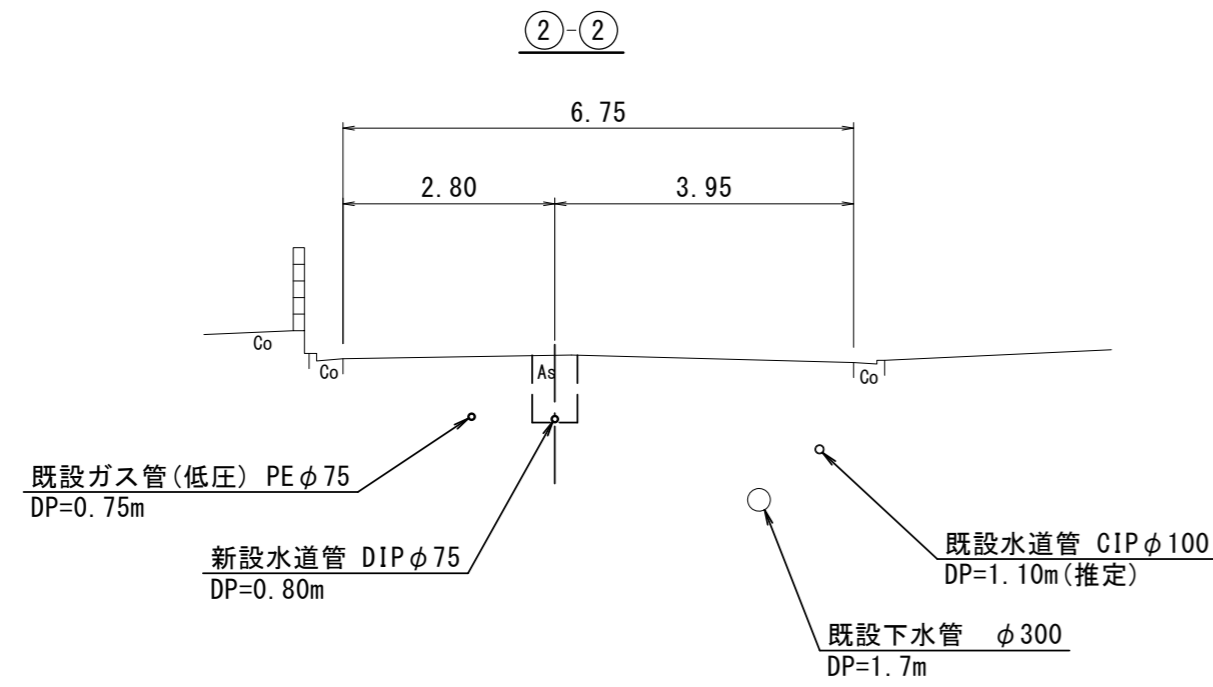 ②-②
6.75
2.80
3.95
Co
Co
As
Co
既設ガス管(低圧) PEφ75
DP=0.75m
新設水道管 DIPφ75
DP=0.80m
既設水道管 CIPφ100
DP=1.10m(推定)
既設下水管 φ300
DP=1.7m